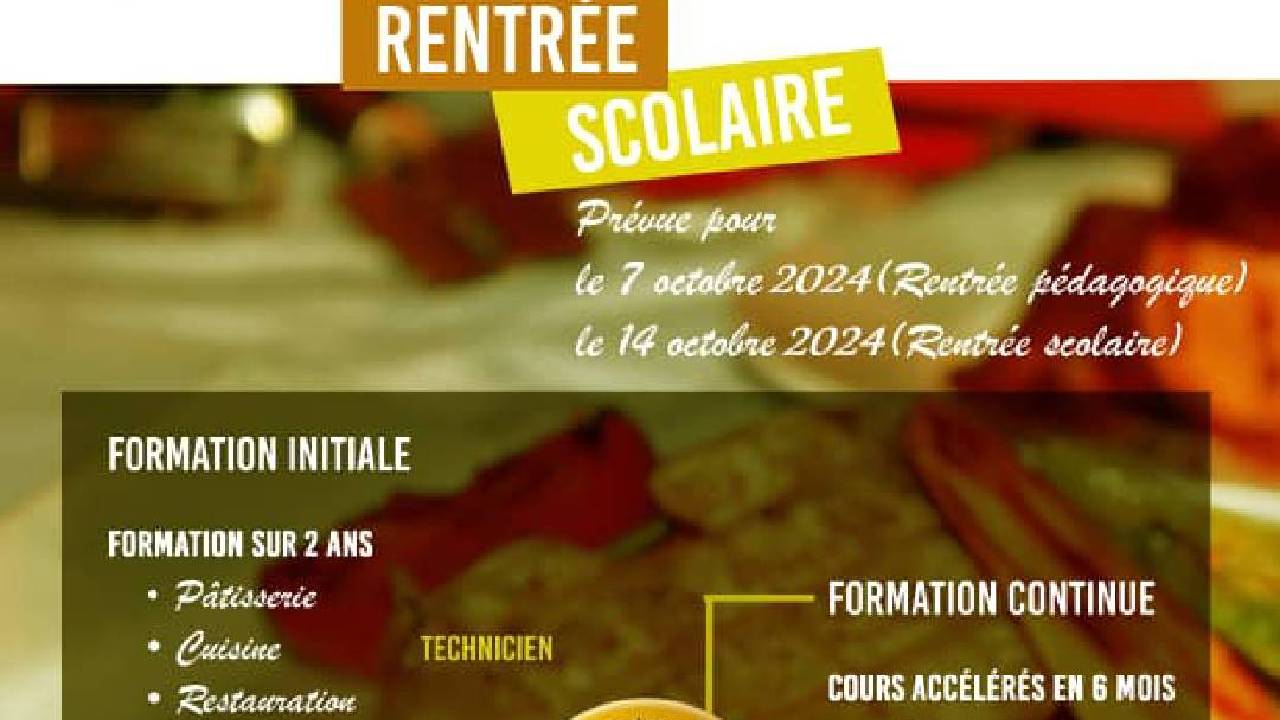 RENTRÉE
SCOLAIRE
Prévue pour
le 7 octobre 2024(Rentrée pédagogique)
le 14 octobre 2024(Rentrée scolaire)
FORMATION INITIALE
FORMATION SUR 2 ANS
• Pâtisserie
• Cuisine
• Restauration
TECHNICIEN
FORMATION CONTINUE
COURS ACCÉLÉRÉS EN 6 MOIS